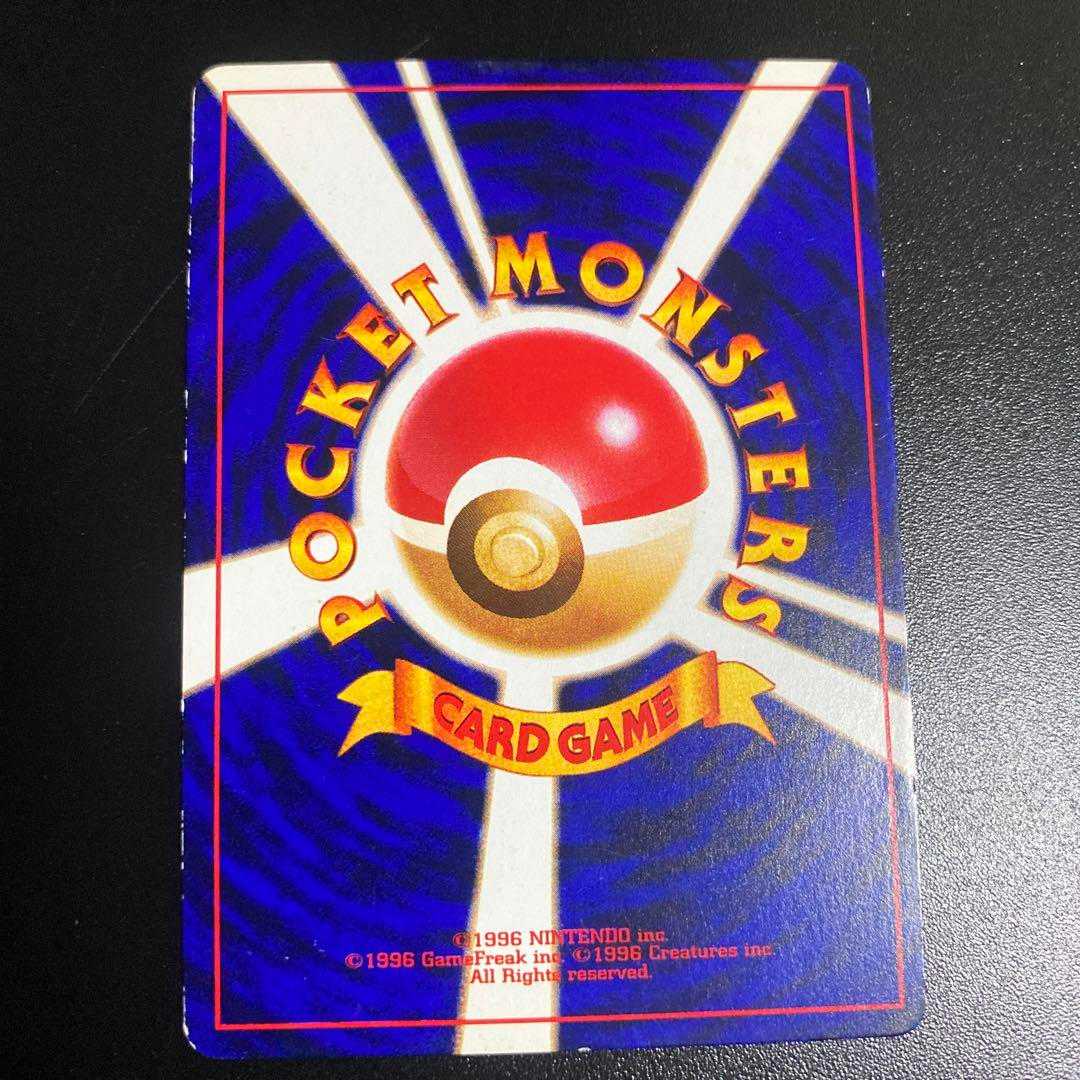 POCKET MONSTERS
CARD GAME
©1996 NINTENDO inc.
©1996 GameFreak inc. ©1996 Creatures inc.
All Rights reserved.